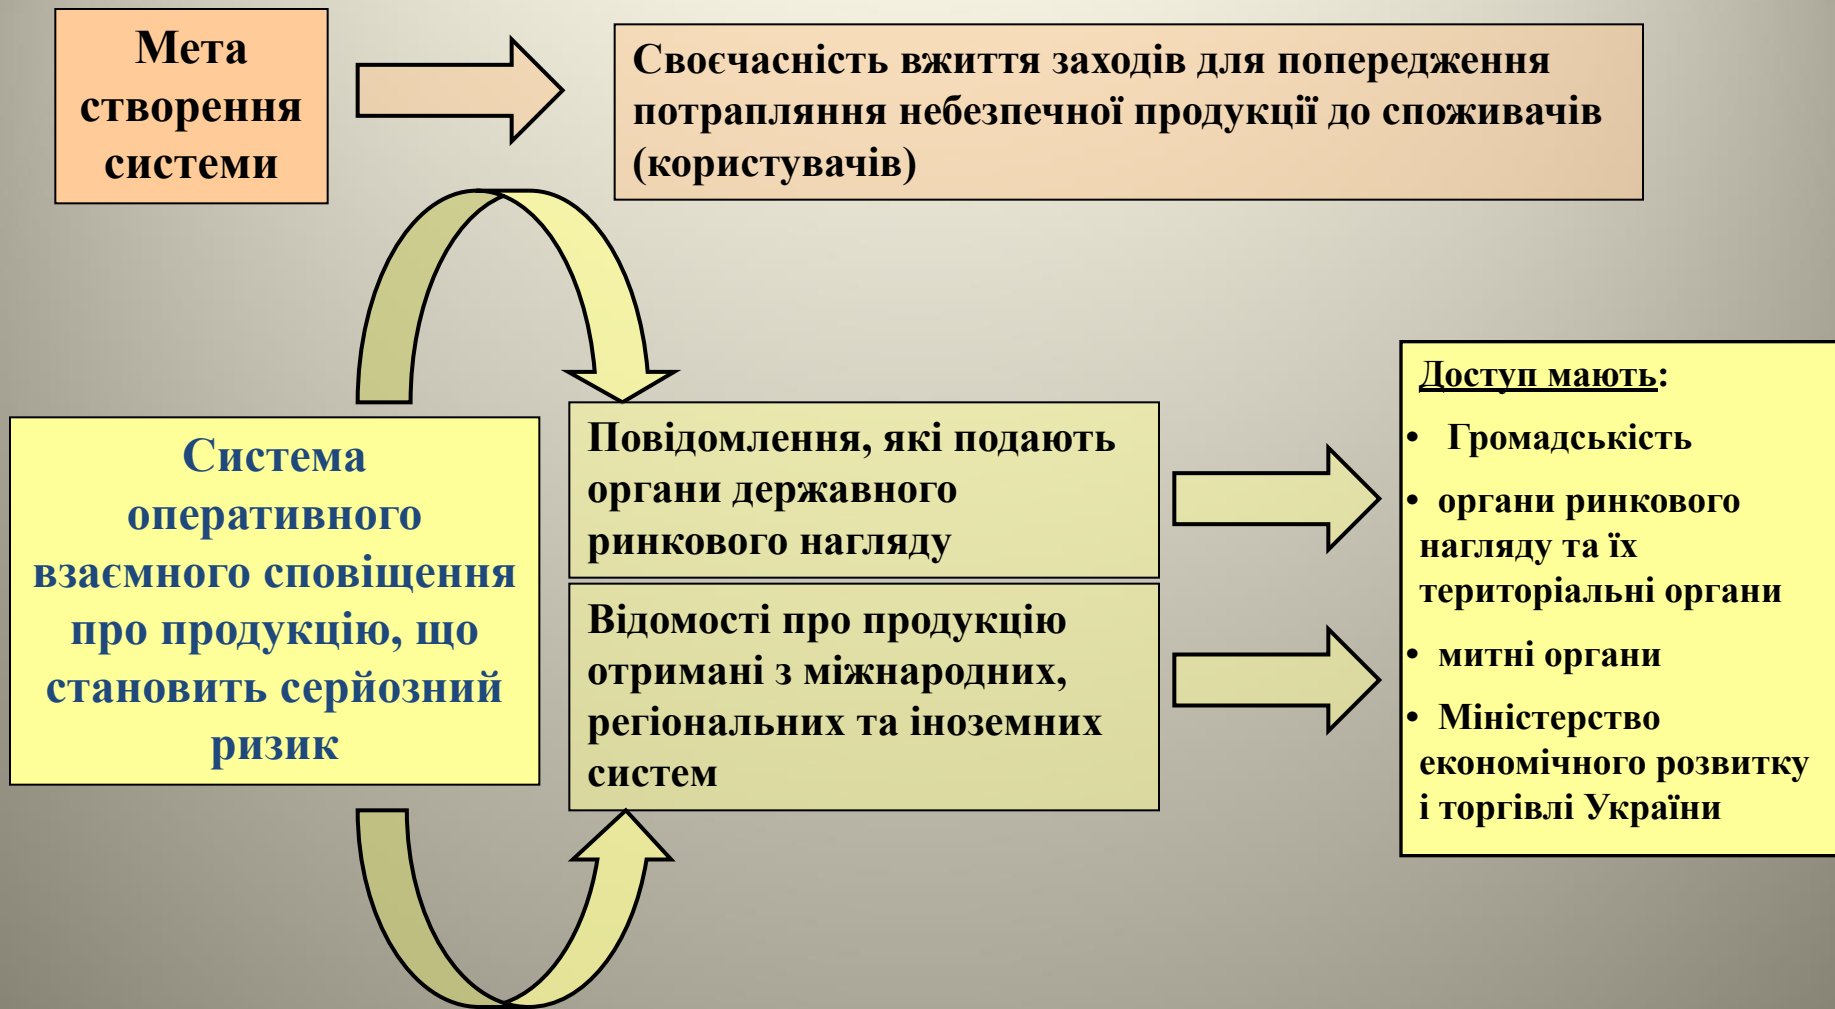 Мета
створення
системи
Своєчасність вжиття заходів для попередження
потрапляння небезпечної продукції до споживачів
(користувачів)
Система
оперативного
взаємного сповіщення
про продукцію, що
становить серйозний
ризик
Повідомлення, які подають
органи державного
ринкового нагляду
Відомості про продукцію
отримані з міжнародних,
регіональних та іноземних
систем
Доступ мають:
• Громадськість
• органи ринкового
нагляду та їх
територіальні органи
• митні органи
• Міністерство
економічного розвитку
і торгівлі України